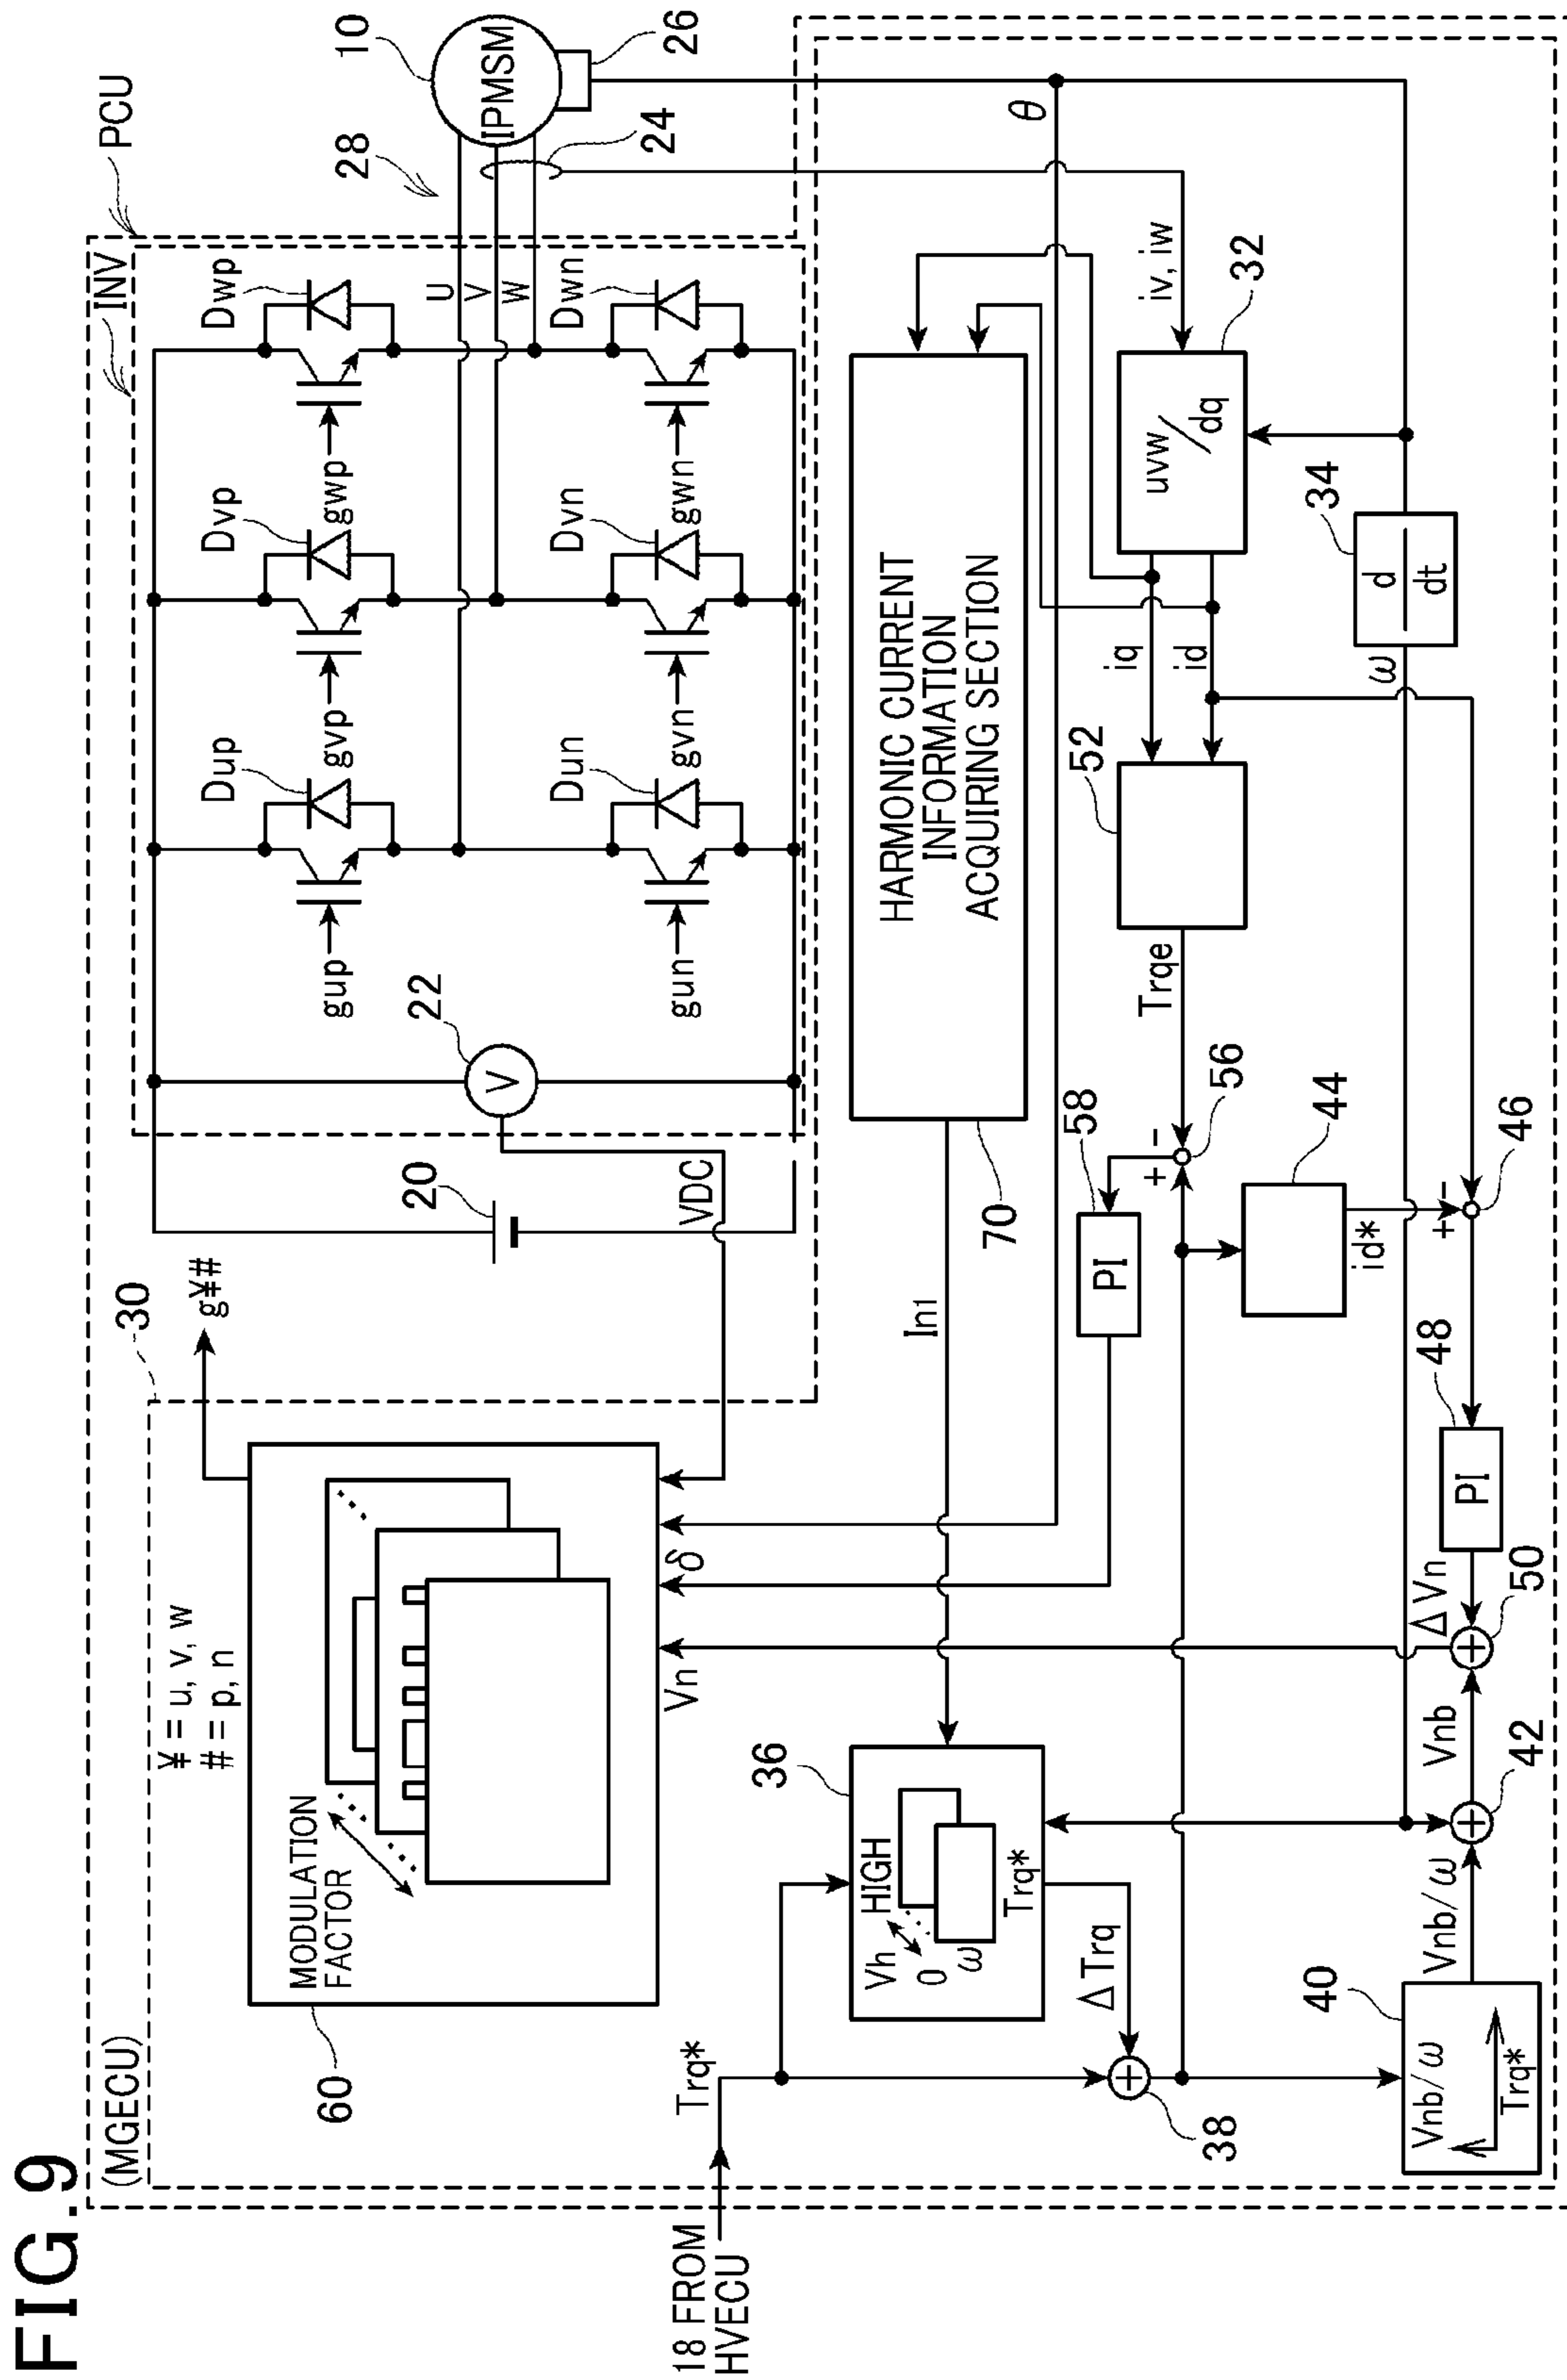 FIG.9
(MGECU)
30
¥ = u, v, w
# = p, n
g¥#
PCU
INV
MODULATION
FACTOR
60
20
VDC
22
V
gup
gun
Dup
Dun
gvp
gvn
Dvp
Dvn
gwp
gwn
Dwp
Dwn
U
V
W
28
10
IPMSM
26
24
θ
18 FROM
HVECU
Trq*
36
HIGH
Vh
0
ω
Trq*
Vn
δ
In1
70
HARMONIC CURRENT
INFORMATION
ACQUIRING SECTION
iv, iw
32
uvw
/dq
ΔTrq
38
58
PI
+
-
56
Trqe
52
iq
id
44
id*
34
d
dt
ω
40
Vnb/ω
Trq*
Vnb/ω
42
Vnb
ΔVn
50
48
PI
+
-
46